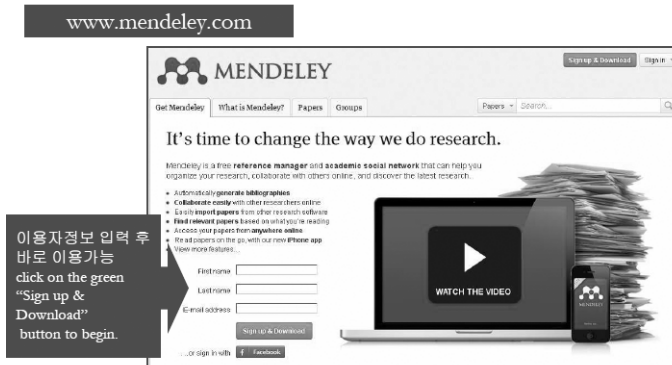 www.mendeley.com
MENDELEY
Sign up & Download
Sign in
Get Mendeley
What is Mendeley?
Papers
Groups
Papers
Search...
It's time to change the way we do research.
Mendeley is a free reference manager and academic social network that can help you
organize your research, collaborate with others online, and discover the latest research.
Automatically generate bibliographies
Collaborate easily with other researchers online
Easily import papers from other research software
Find relevant papers based on what you're reading
Access your papers from anywhere online
Read papers on the go, with our new iPhone app
View more features...
First name
Last name
E-mail address
Sign up & Download
...or sign in with
f Facebook
WATCH THE VIDEO
MENDELEY
이용자정보 입력 후
바로 이용가능
click on the green
“Sign up &
Download”
button to begin.